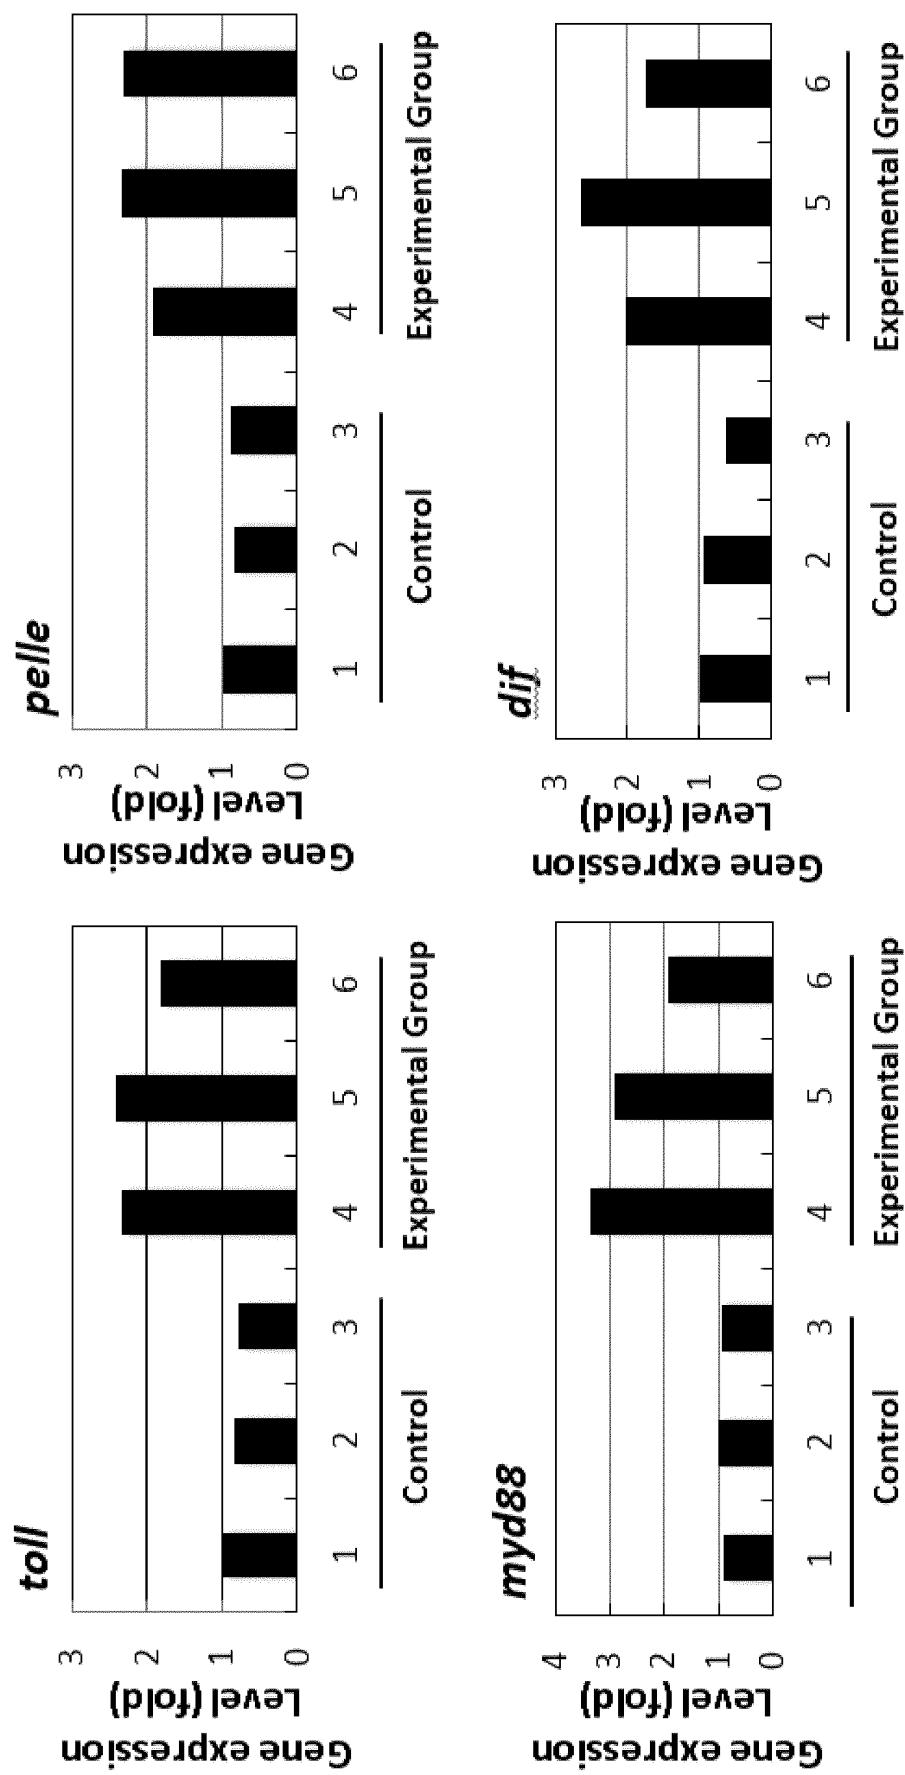 toll
Gene expression
Level (fold)
3
2
1
0
1 2 3 4 5 6
Control Experimental Group
pelle
Gene expression
Level (fold)
3
2
1
0
1 2 3 4 5 6
Control Experimental Group
myd88
Gene expression
Level (fold)
4
3
2
1
0
1 2 3 4 5 6
Control Experimental Group
dif
Gene expression
Level (fold)
3
2
1
0
1 2 3 4 5 6
Control Experimental Group